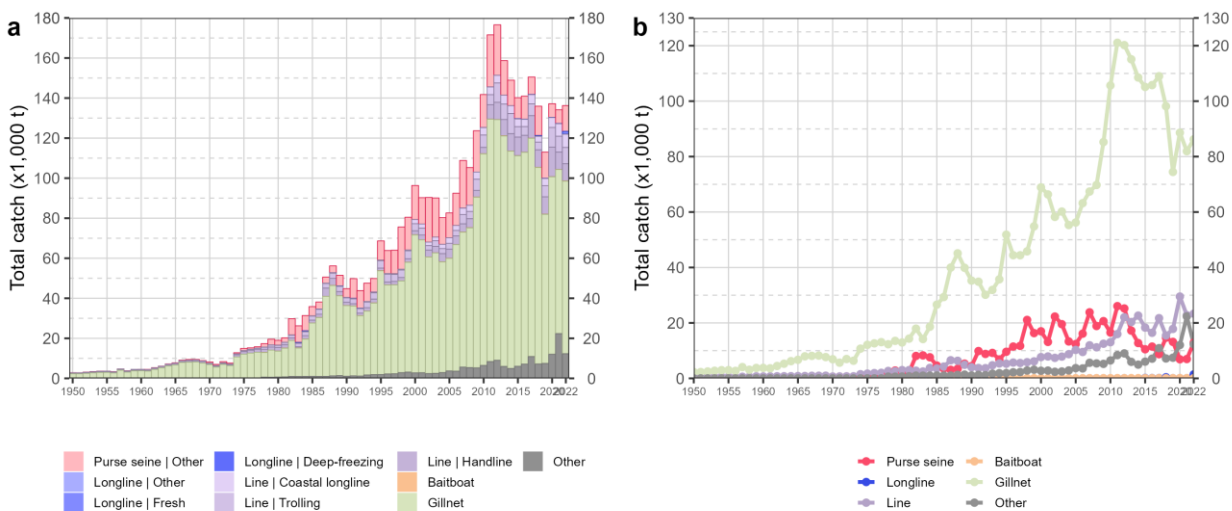 a
Total catch (x1,000 t)
180
160
140
120
100
80
60
40
20
0
180
160
140
120
100
80
60
40
20
0
1950 1955 1960 1965 1970 1975 1980 1985 1990 1995 2000 2005 2010 2015 2020 2022
Purse seine | Other
Longline | Other
Longline | Fresh
Longline | Deep-freezing
Line | Coastal longline
Line | Trolling
Line | Handline
Baitboat
Gillnet
Other
b
Total catch (x1,000 t)
130
120
100
80
60
40
20
0
130
120
100
80
60
40
20
0
1950 1955 1960 1965 1970 1975 1980 1985 1990 1995 2000 2005 2010 2015 2020 2022
Purse seine
Longline
Line
Baitboat
Gillnet
Other